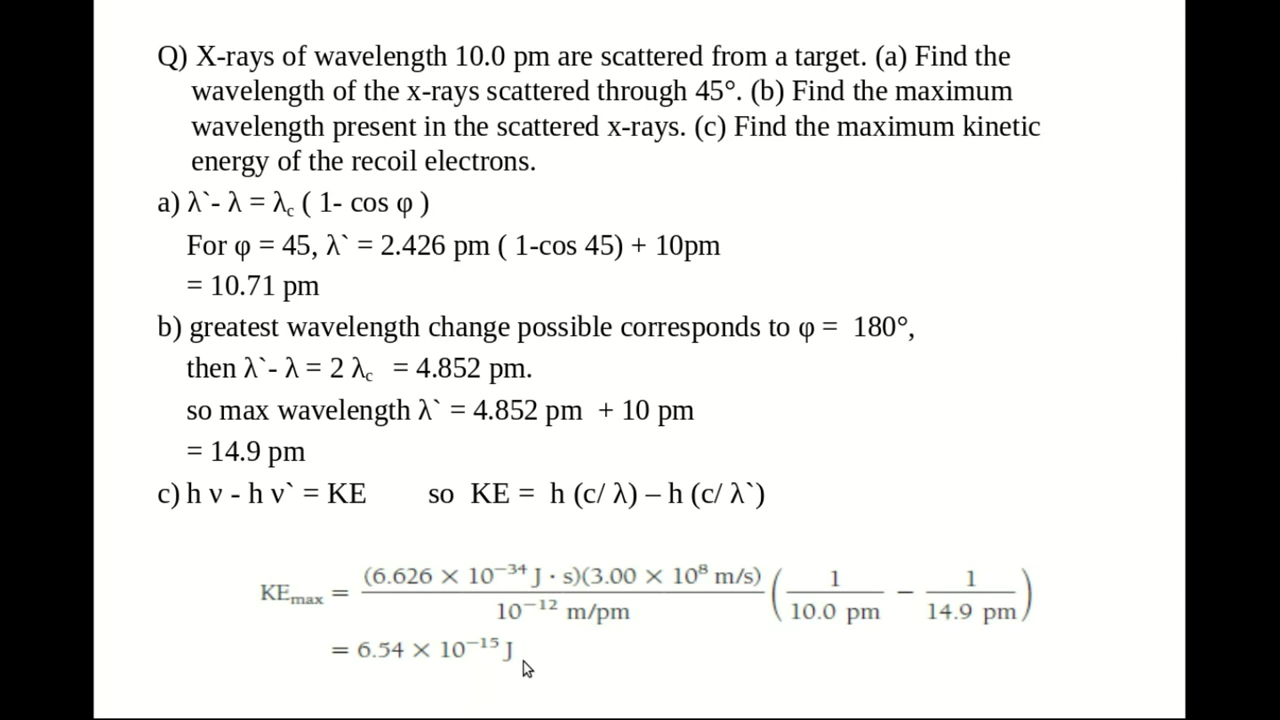 Q) X-rays of wavelength 10.0 pm are scattered from a target. (a) Find the
wavelength of the x-rays scattered through 45°. (b) Find the maximum
wavelength present in the scattered x-rays. (c) Find the maximum kinetic
energy of the recoil electrons.
a) λ`- λ = λc ( 1- cos φ )
For φ = 45, λ` = 2.426 pm ( 1-cos 45) + 10pm
= 10.71 pm
b) greatest wavelength change possible corresponds to φ = 180°,
then λ`- λ = 2 λc = 4.852 pm.
so max wavelength λ` = 4.852 pm + 10 pm
= 14.9 pm
c) h ν - h ν` = KE so KE = h (c/ λ) – h (c/ λ`)
KEmax = (6.626 × 10⁻³⁴ J · s)(3.00 × 10⁸ m/s) / 10⁻¹² m/pm (1 / 10.0 pm − 1 / 14.9 pm)
= 6.54 × 10⁻¹⁵ J